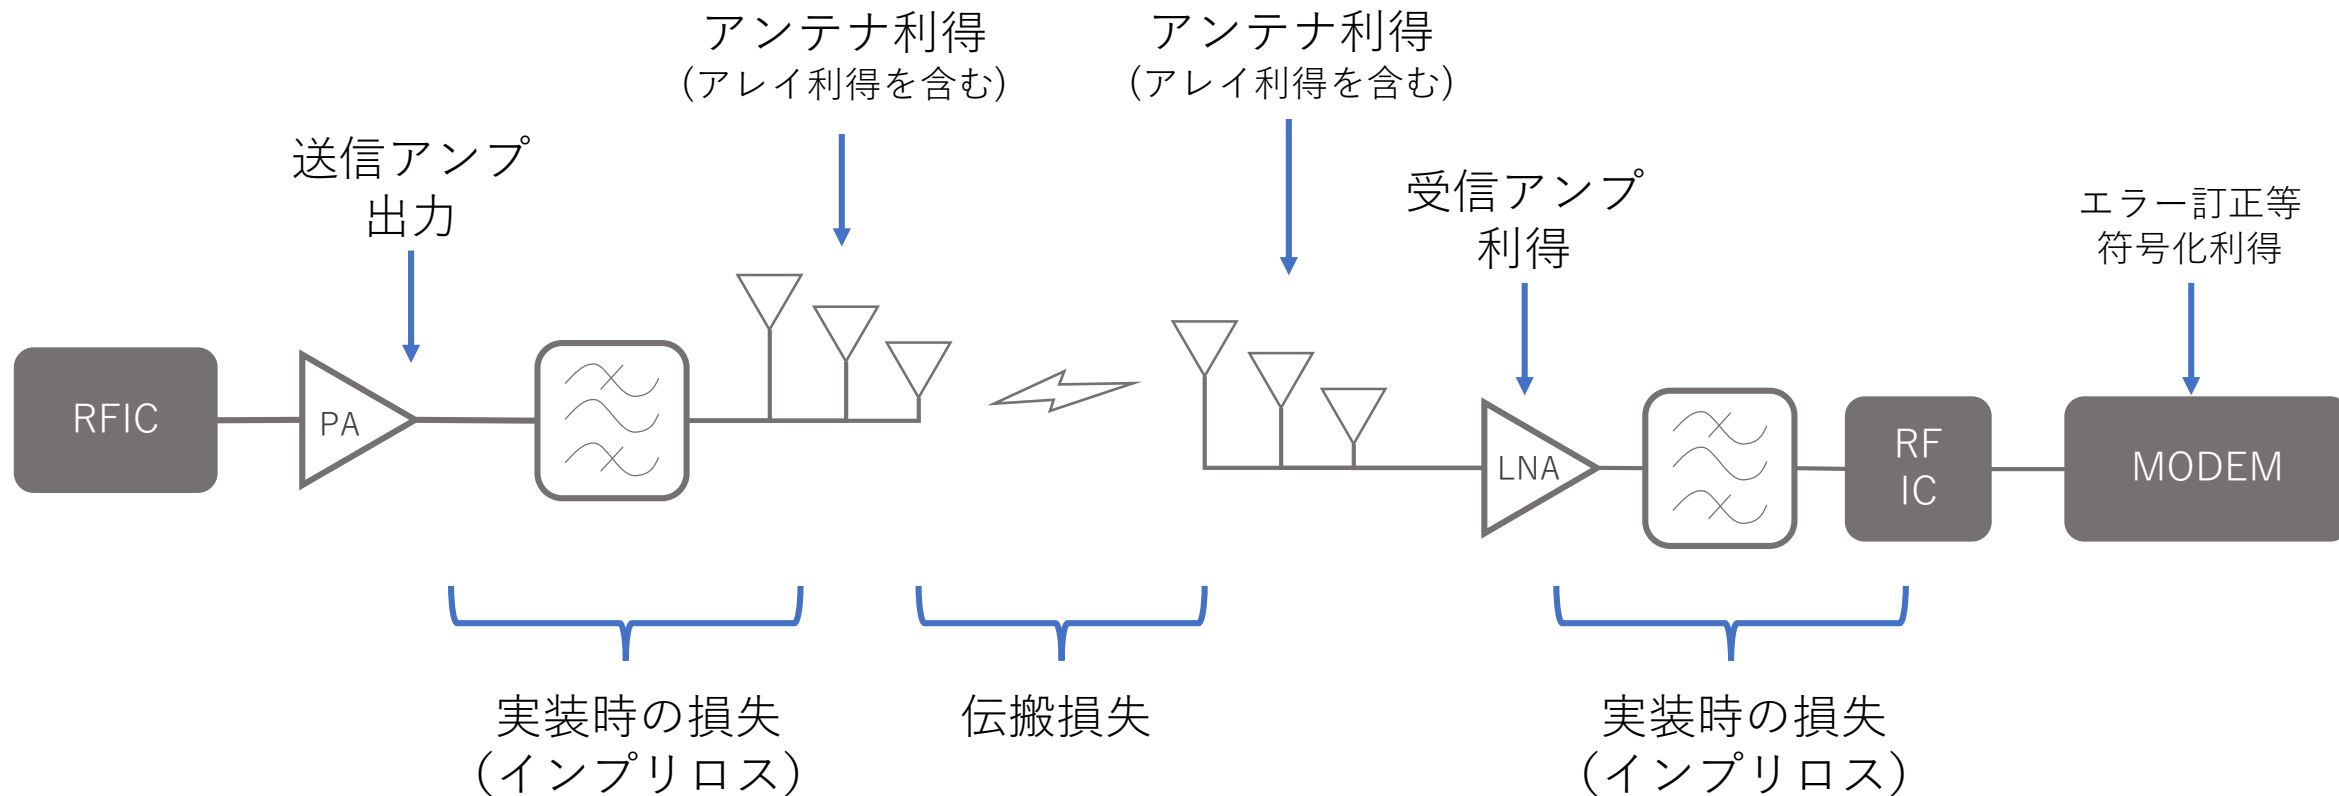 アンテナ利得
(アレイ利得を含む)
アンテナ利得
(アレイ利得を含む)
送信アンプ
出力
受信アンプ
利得
エラー訂正等
符号化利得
RFIC
PA
LNA
RF
IC
MODEM
実装時の損失
(インプリロス)
伝搬損失
実装時の損失
(インプリロス)